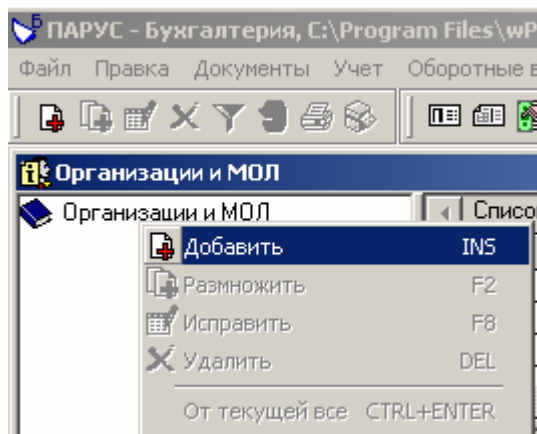 ПАРУС - Бухгалтерия, C:\Program Files\wP
Файл Правка Документы Учет Оборотные в
Организации и МОЛ
Организации и МОЛ
Списо
Добавить INS
Размножить F2
Исправить F8
Удалить DEL
От текущей все CTRL+ENTER